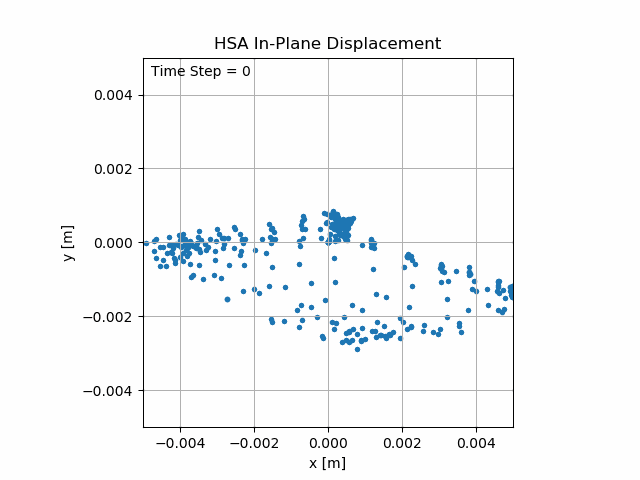 HSA In-Plane Displacement
Time Step = 0
0.004
0.002
0.000
−0.002
−0.004
y [m]
−0.004 −0.002 0.000 0.002 0.004
x [m]